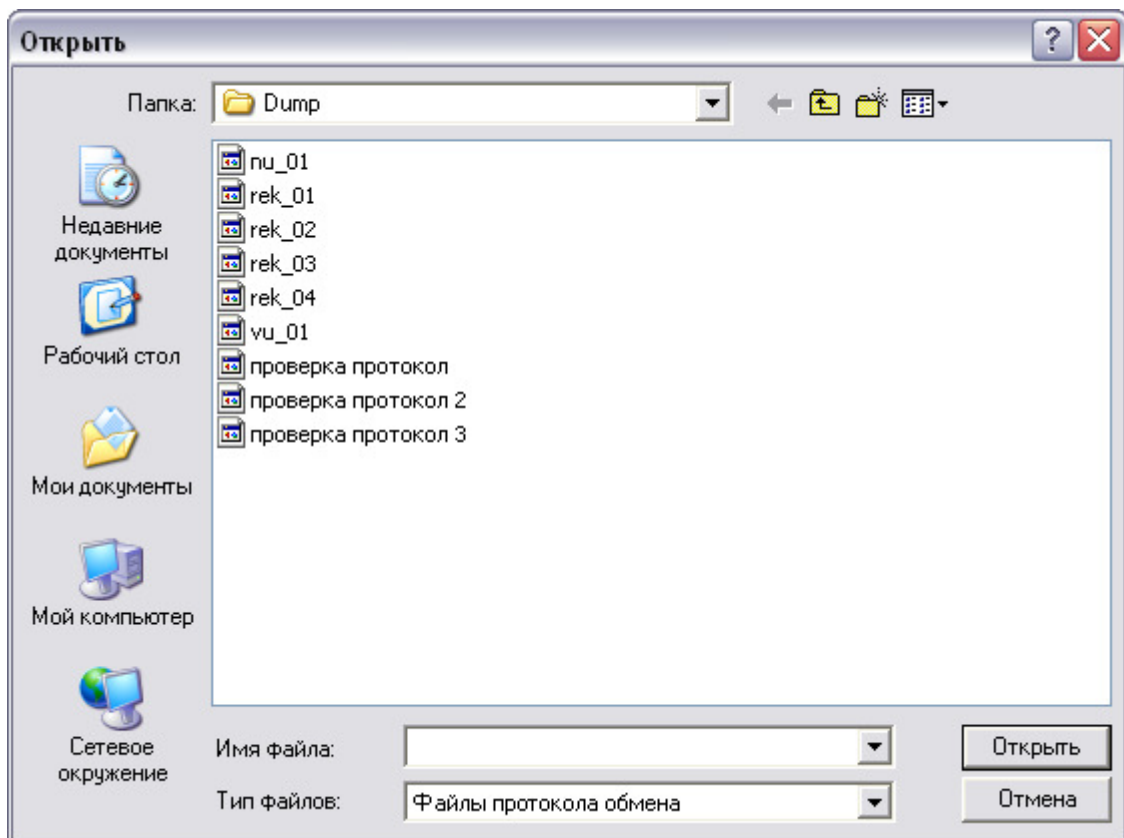 Открыть
Папка:
Dump
nu_01
rek_01
rek_02
rek_03
rek_04
vu_01
проверка протокол
проверка протокол 2
проверка протокол 3
Недавние
документы
Рабочий стол
Мои документы
Мой компьютер
Сетевое
окружение
Имя файла:
Открыть
Тип файлов:
Файлы протокола обмена
Отмена